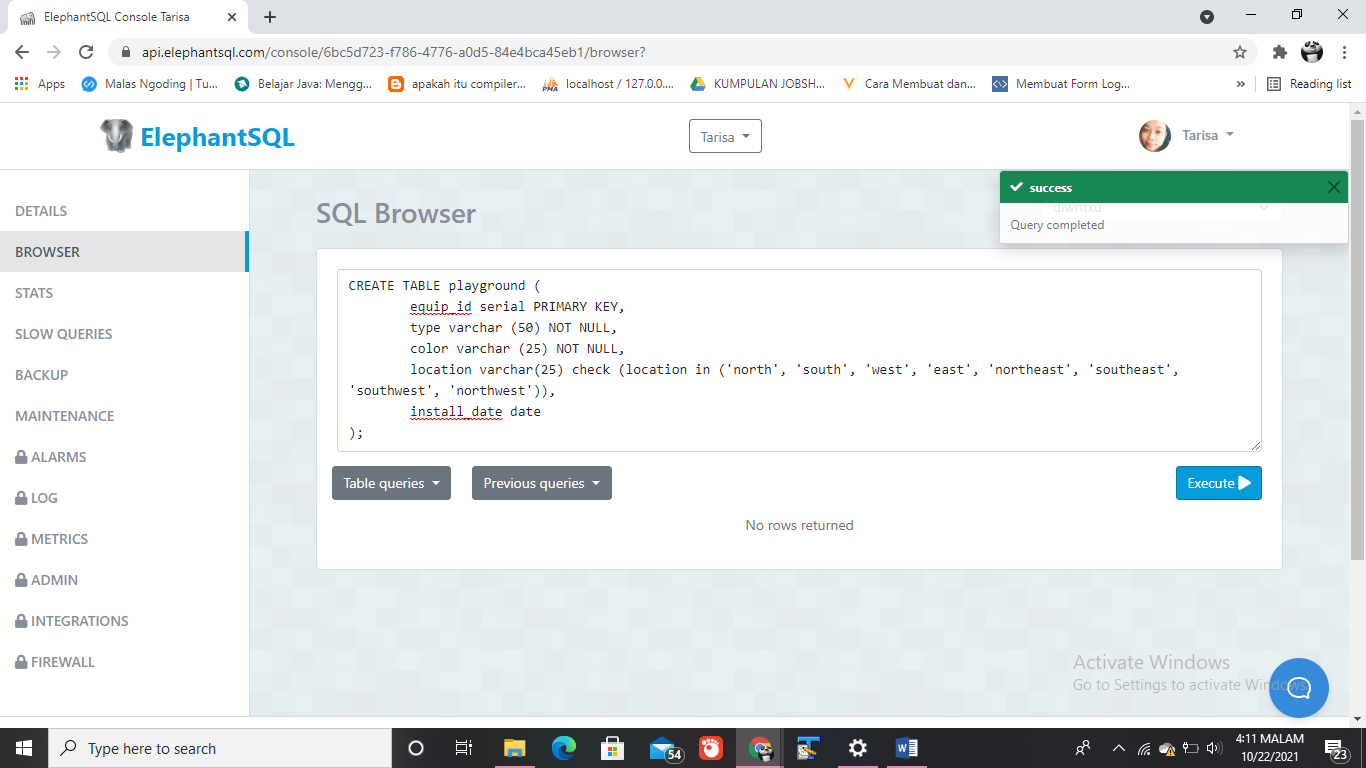 ElephantSQL Console Tarisa
api.elephantsql.com/console/6bc5d723-f786-4776-a0d5-84e4bca45eb1/browser?
Apps Malas Ngoding | Tu... Belajar Java: Mengg... apakah itu compiler... localhost / 127.0.0.... KUMPULAN JOBSH... Cara Membuat dan... Membuat Form Log... » Reading list
ElephantSQL Tarisa Tarisa
success
diwritxu
Query completed
DETAILS
BROWSER
STATS
SLOW QUERIES
BACKUP
MAINTENANCE
ALARMS
LOG
METRICS
ADMIN
INTEGRATIONS
FIREWALL
SQL Browser
CREATE TABLE playground (
equip_id serial PRIMARY KEY,
type varchar (50) NOT NULL,
color varchar (25) NOT NULL,
location varchar(25) check (location in ('north', 'south', 'west', 'east', 'northeast', 'southeast',
'southwest', 'northwest')),
install_date date
);
Table queries Previous queries Execute
No rows returned
Activate Windows
Go to Settings to activate Windows.
Type here to search
54
4:11 MALAM
10/22/2021
23